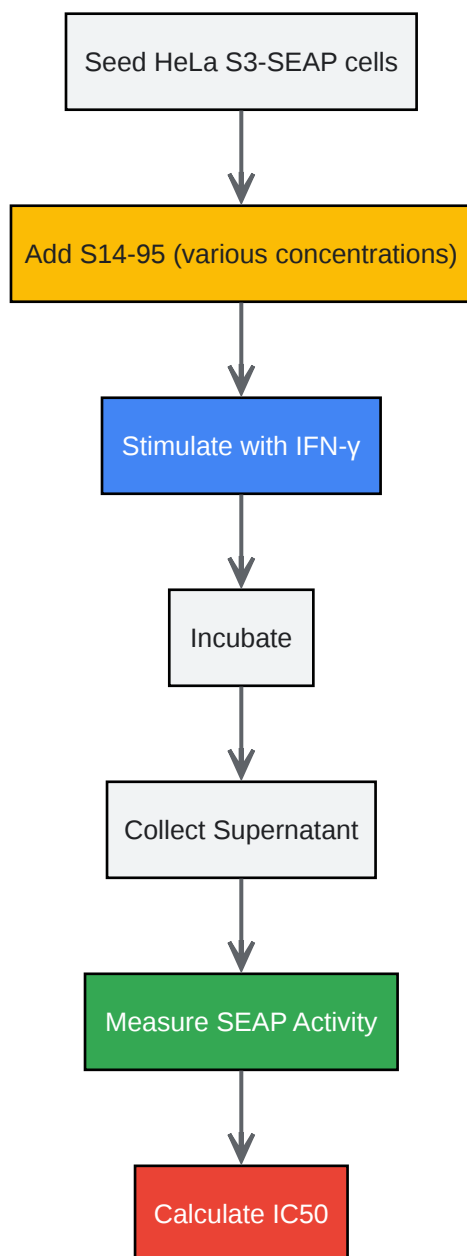 Seed HeLa S3-SEAP cells
Add S14-95 (various concentrations)
Stimulate with IFN-γ
Incubate
Collect Supernatant
Measure SEAP Activity
Calculate IC50